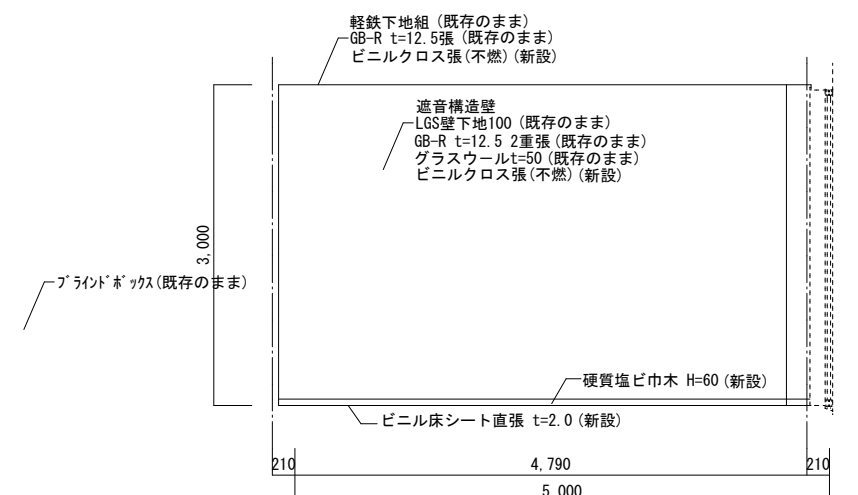 軽鉄下地組 (既存のまま)
GB-R t=12.5張 (既存のまま)
ビニルクロス張(不燃) (新設)
遮音構造壁
LGS壁下地100 (既存のまま)
GB-R t=12.5 2重張 (既存のまま)
グラスウールt=50 (既存のまま)
ビニルクロス張(不燃) (新設)
3,000
ﾌﾞﾗｲﾝﾄﾞﾎﾞｯｸｽ(既存のまま)
硬質塩ビ巾木 H=60 (新設)
ビニル床シート直張 t=2.0 (新設)
210 4,790 210
5,000